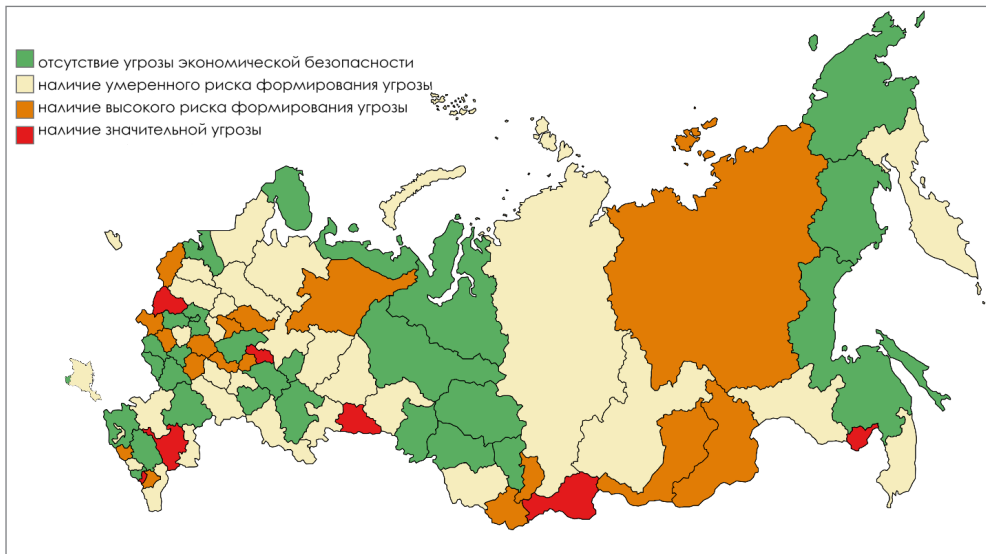 отсутствие угрозы экономической безопасности
наличие умеренного риска формирования угрозы
наличие высокого риска формирования угрозы
наличие значительной угрозы